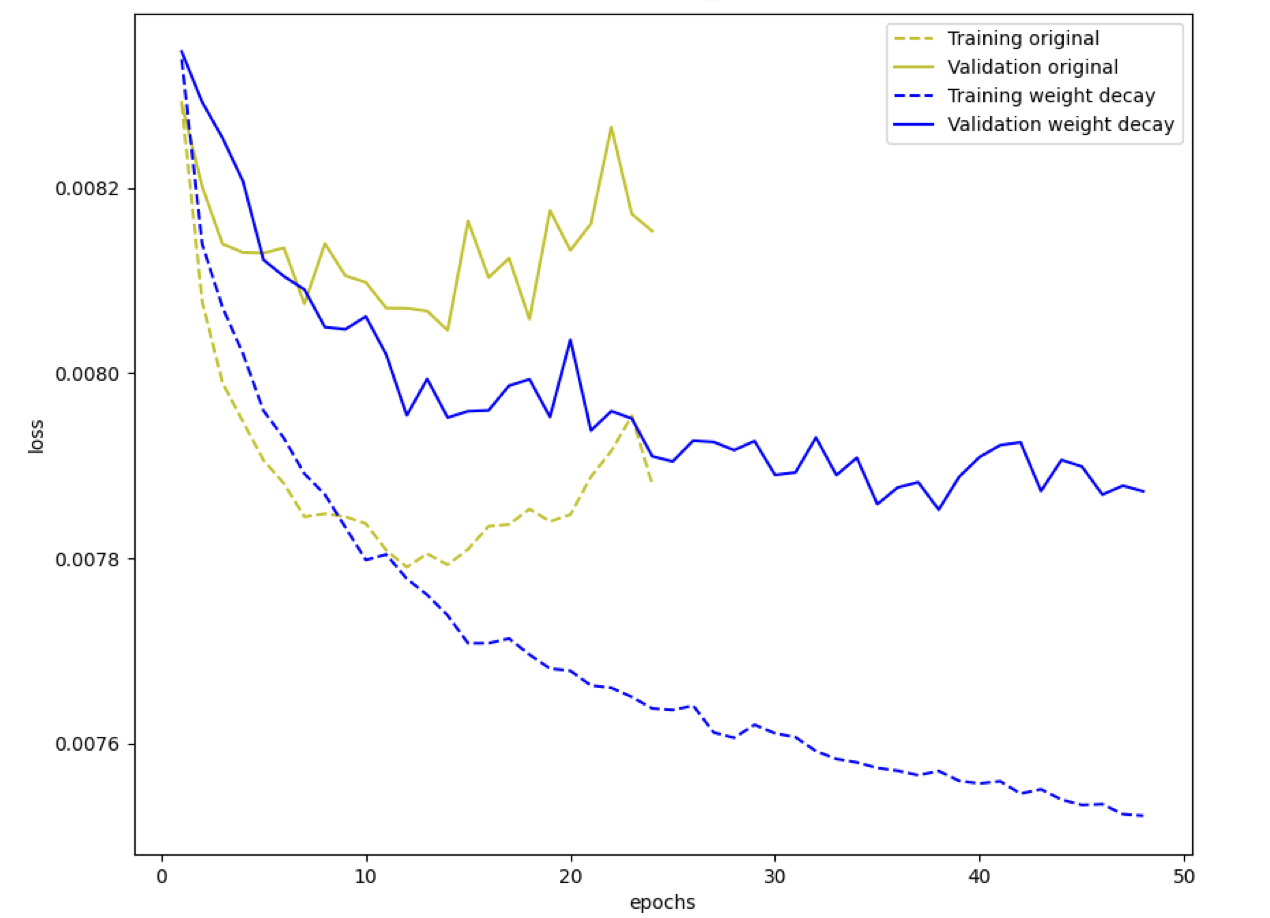 Training original
Validation original
Training weight decay
Validation weight decay
0.0082
0.0080
0.0078
0.0076
loss
0 10 20 30 40 50
epochs